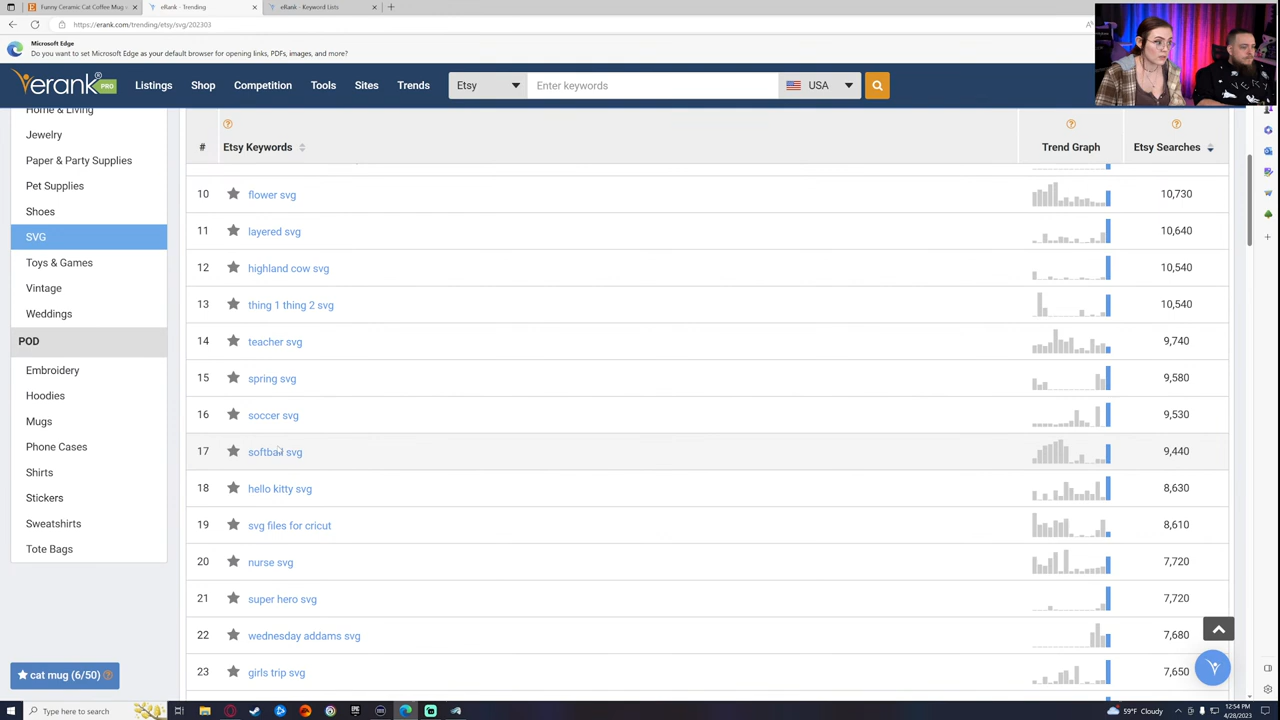 Funny Ceramic Cat Coffee Mug
eRank - Trending
eRank - Keyword Lists
https://erank.com/trending/etsy/svg/202303
Microsoft Edge
Do you want to set Microsoft Edge as your default browser for opening links, PDFs, images, and more?
erank PRO
Listings
Shop
Competition
Tools
Sites
Trends
Etsy
Enter keywords
USA
Home & Living
Jewelry
Paper & Party Supplies
Pet Supplies
Shoes
SVG
Toys & Games
Vintage
Weddings
POD
Embroidery
Hoodies
Mugs
Phone Cases
Shirts
Stickers
Sweatshirts
Tote Bags
cat mug (6/50)
# Etsy Keywords Trend Graph Etsy Searches
10 flower svg 10,730
11 layered svg 10,640
12 highland cow svg 10,540
13 thing 1 thing 2 svg 10,540
14 teacher svg 9,740
15 spring svg 9,580
16 soccer svg 9,530
17 softball svg 9,440
18 hello kitty svg 8,630
19 svg files for cricut 8,610
20 nurse svg 7,720
21 super hero svg 7,720
22 wednesday addams svg 7,680
23 girls trip svg 7,650
Type here to search
59°F Cloudy
12:54 PM
4/28/2023